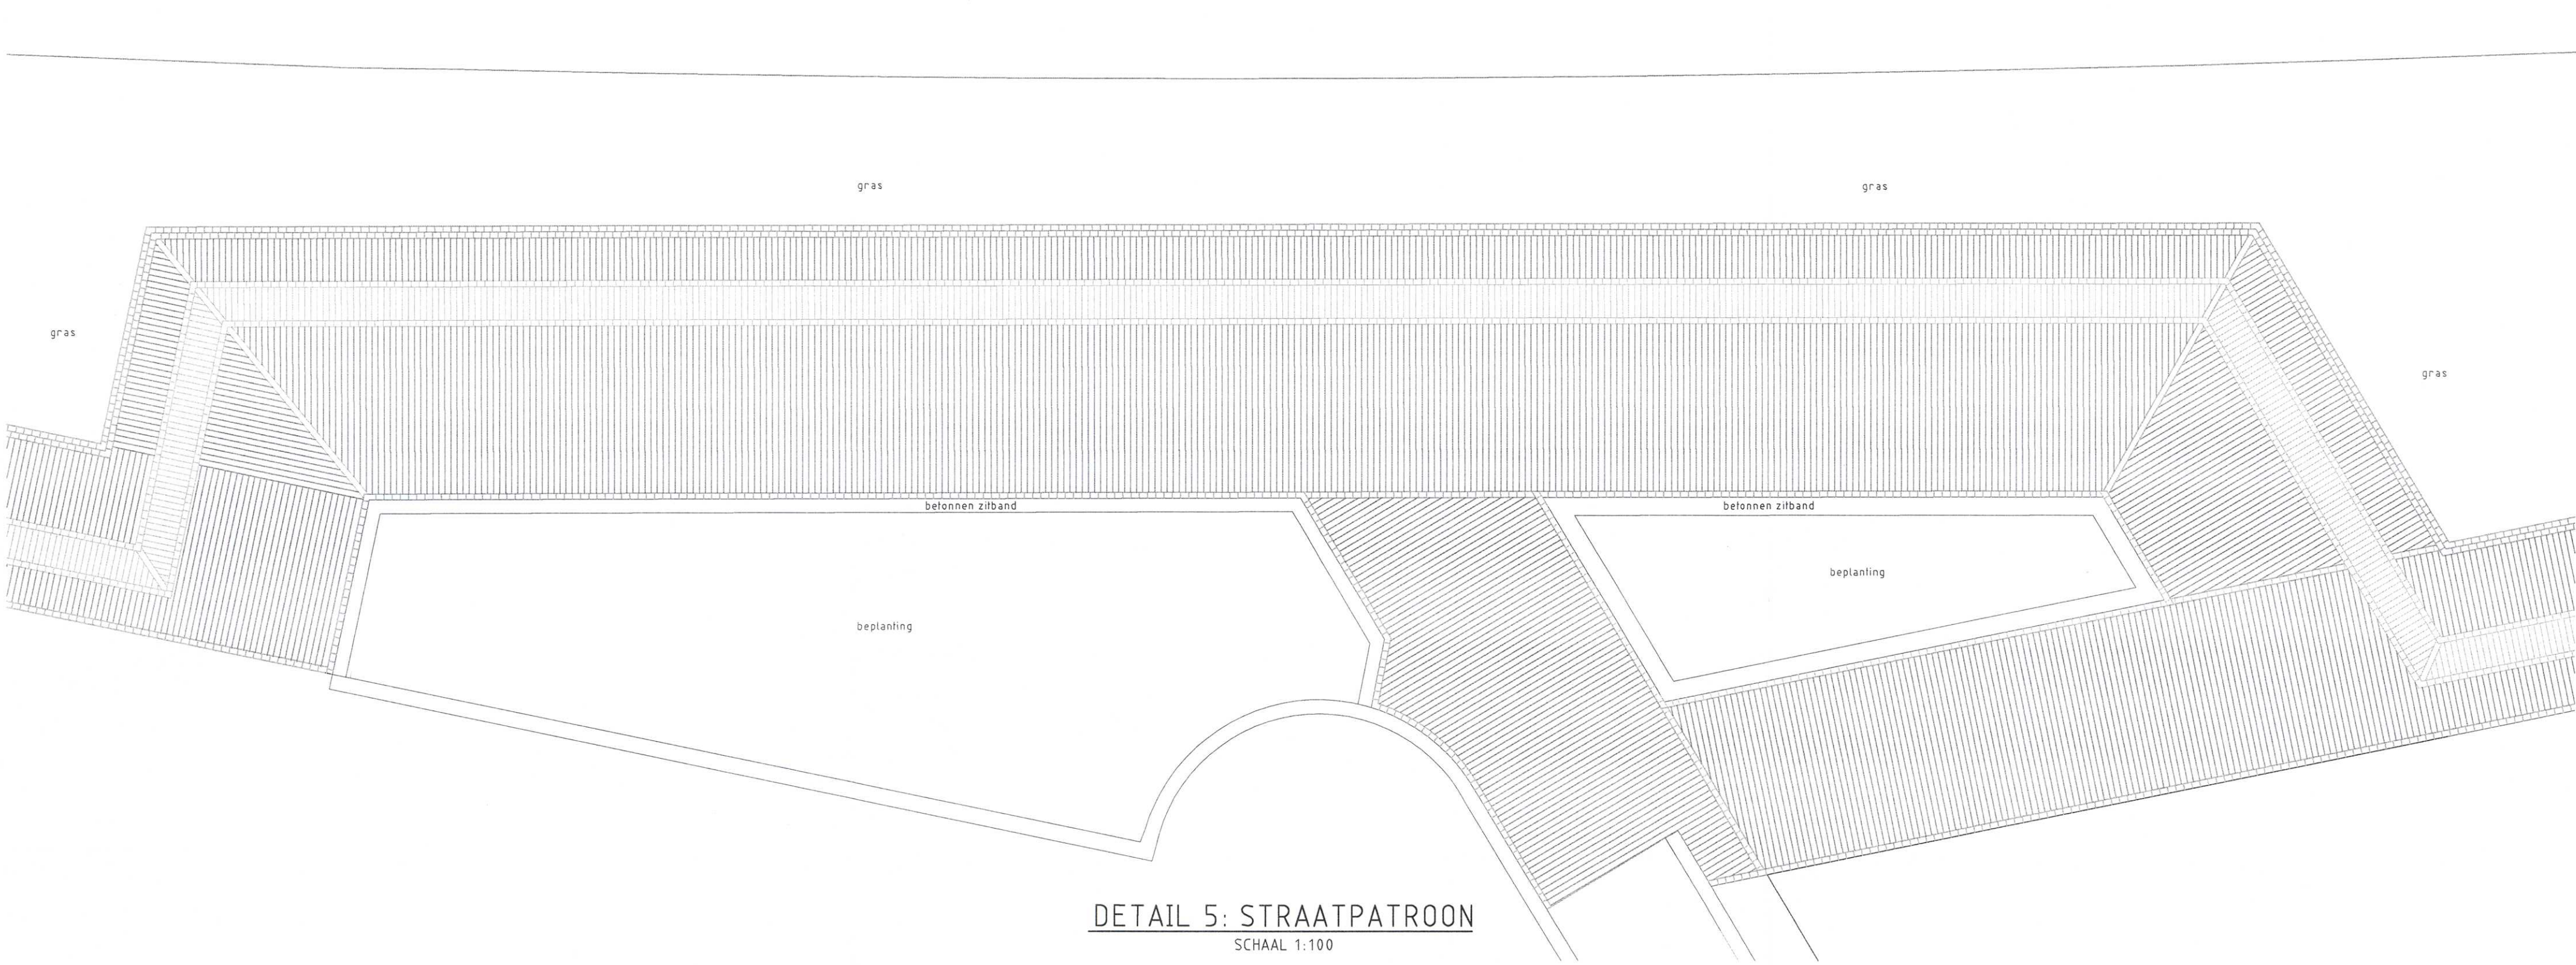 gras
gras
gras
gras
betonnen zitband
betonnen zitband
beplanting
beplanting
DETAIL 5: STRAATPATROON
SCHAAL 1:100